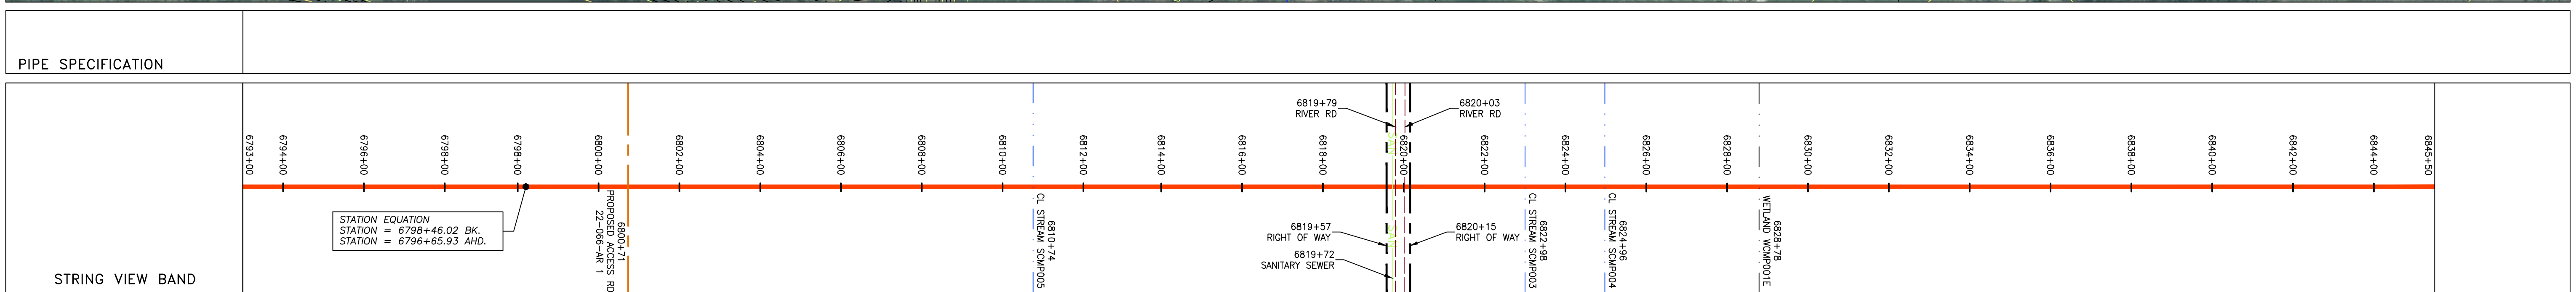 PIPE SPECIFICATION
STRING VIEW BAND
6793+00
6794+00
6796+00
6798+00
6798+00
6800+00
6802+00
6804+00
6806+00
6808+00
6810+00
6812+00
6814+00
6816+00
6818+00
6820+00
6822+00
6824+00
6826+00
6828+00
6830+00
6832+00
6834+00
6836+00
6838+00
6840+00
6842+00
6844+00
6845+50
6819+79
RIVER RD
6820+03
RIVER RD
STATION EQUATION
STATION = 6798+46.02 BK.
STATION = 6796+65.93 AHD.
6800+71
PROPOSED ACCESS RD
22-066-AR 1
6810+74
CL STREAM SCMP005
6819+57
RIGHT OF WAY
6819+72
SANITARY SEWER
6820+15
RIGHT OF WAY
6822+98
CL STREAM SCMP003
6824+96
CL STREAM SCMP004
6828+78
WETLAND WCMP001E